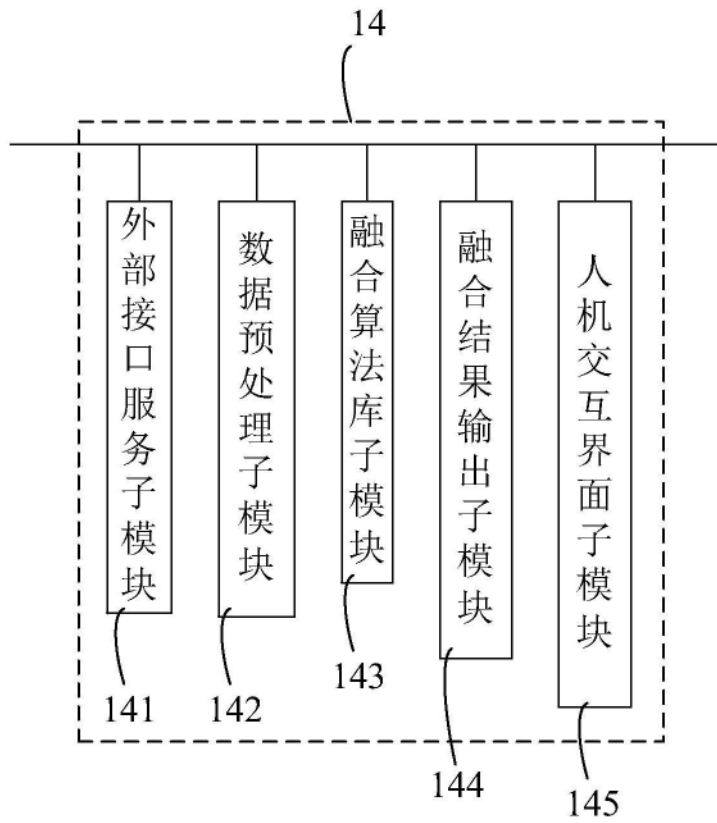 14
外部接口服务子模块
数据预处理子模块
融合算法库子模块
融合结果输出子模块
人机交互界面子模块
141
142
143
144
145